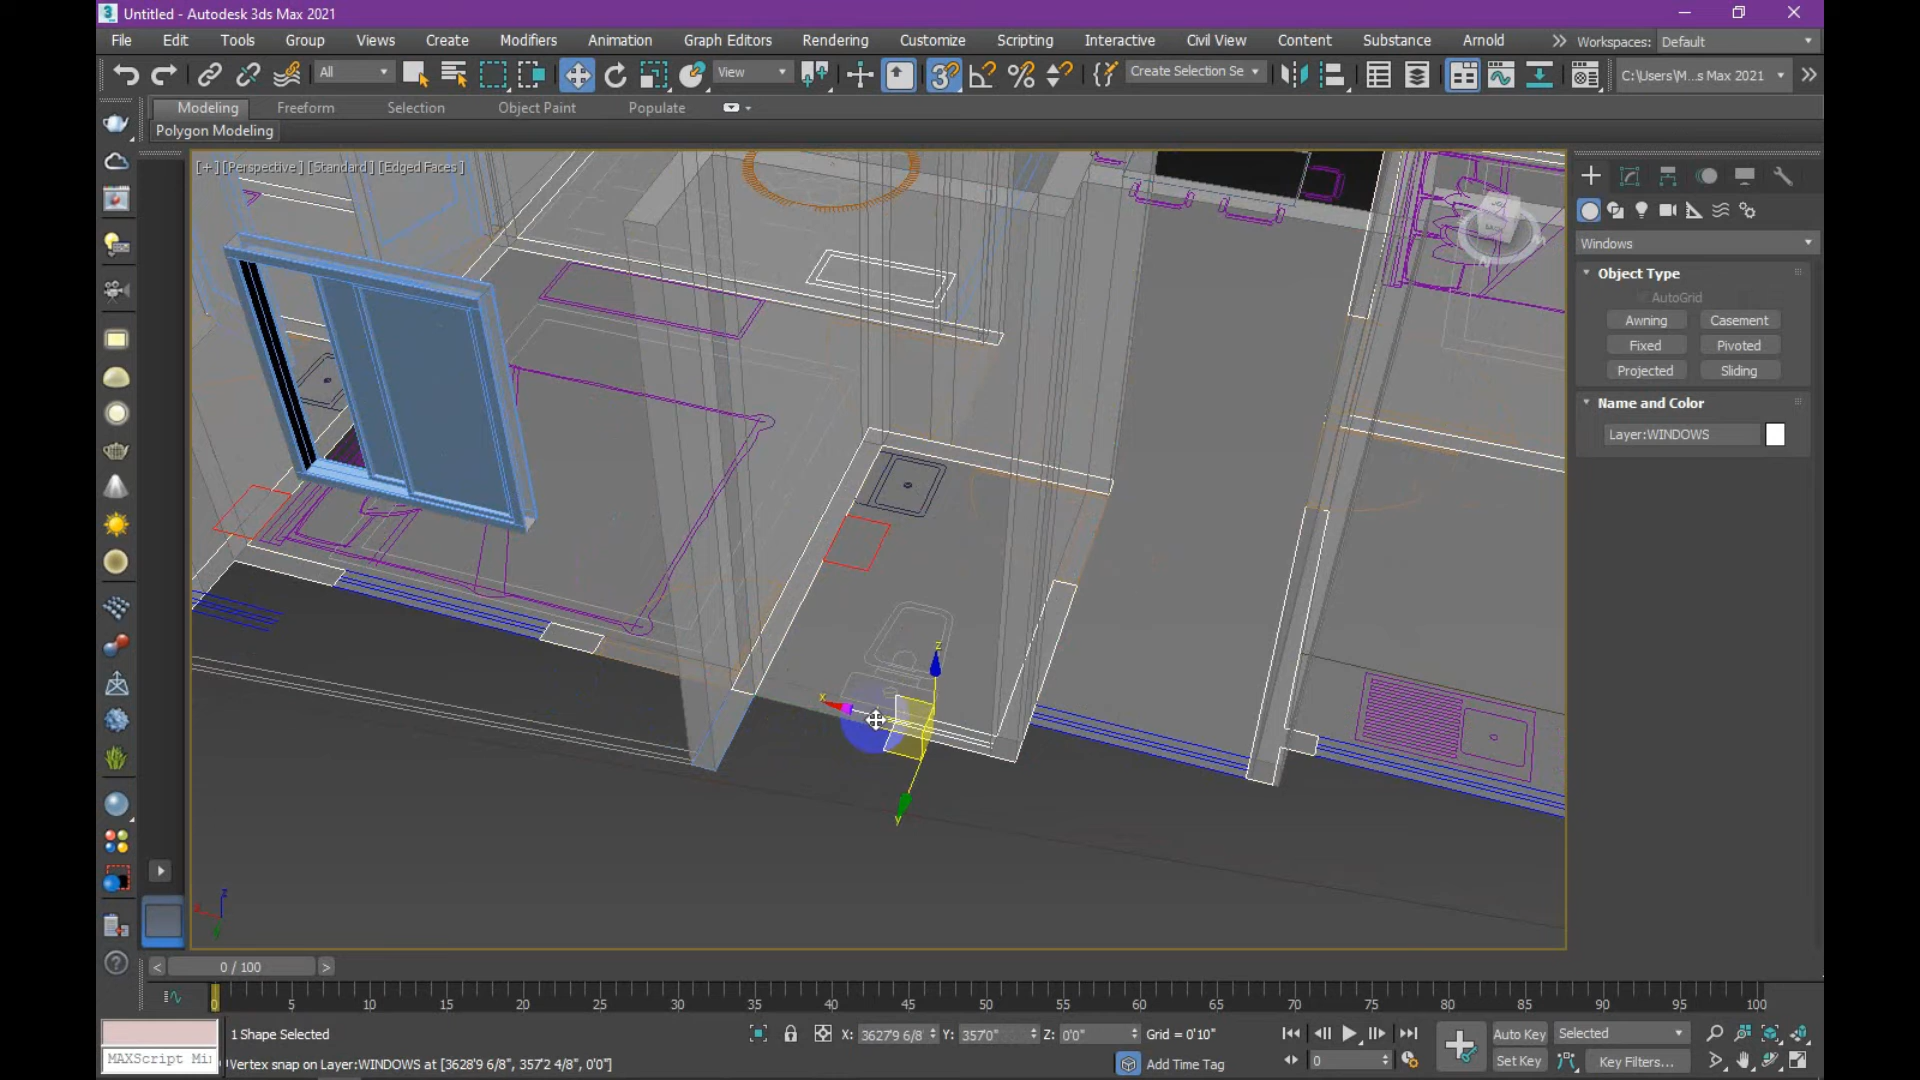 Untitled - Autodesk 3ds Max 2021
File Edit Tools Group Views Create Modifiers Animation Graph Editors Rendering Customize Scripting Interactive Civil View Content Substance Arnold Workspaces: Default
All View Create Selection Se C:\Users\M...s Max 2021
Modeling Freeform Selection Object Paint Populate
Polygon Modeling
[+] [Perspective] [Standard] [Edged Faces]
Windows
Object Type
AutoGrid
Awning Casement
Fixed Pivoted
Projected Sliding
Name and Color
Layer:WINDOWS
z
x
y
z
x
y
0 / 100
0 5 10 15 20 25 30 35 40 45 50 55 60 65 70 75 80 85 90 95 100
1 Shape Selected X: 3627'9 6/8" Y: 357'0" Z: 0'0" Grid = 0'10" Auto Key Selected
MAXScript Mi Vertex snap on Layer:WINDOWS at [3628'9 6/8", 357'2 4/8", 0'0"] Add Time Tag 0 Set Key Key Filters...